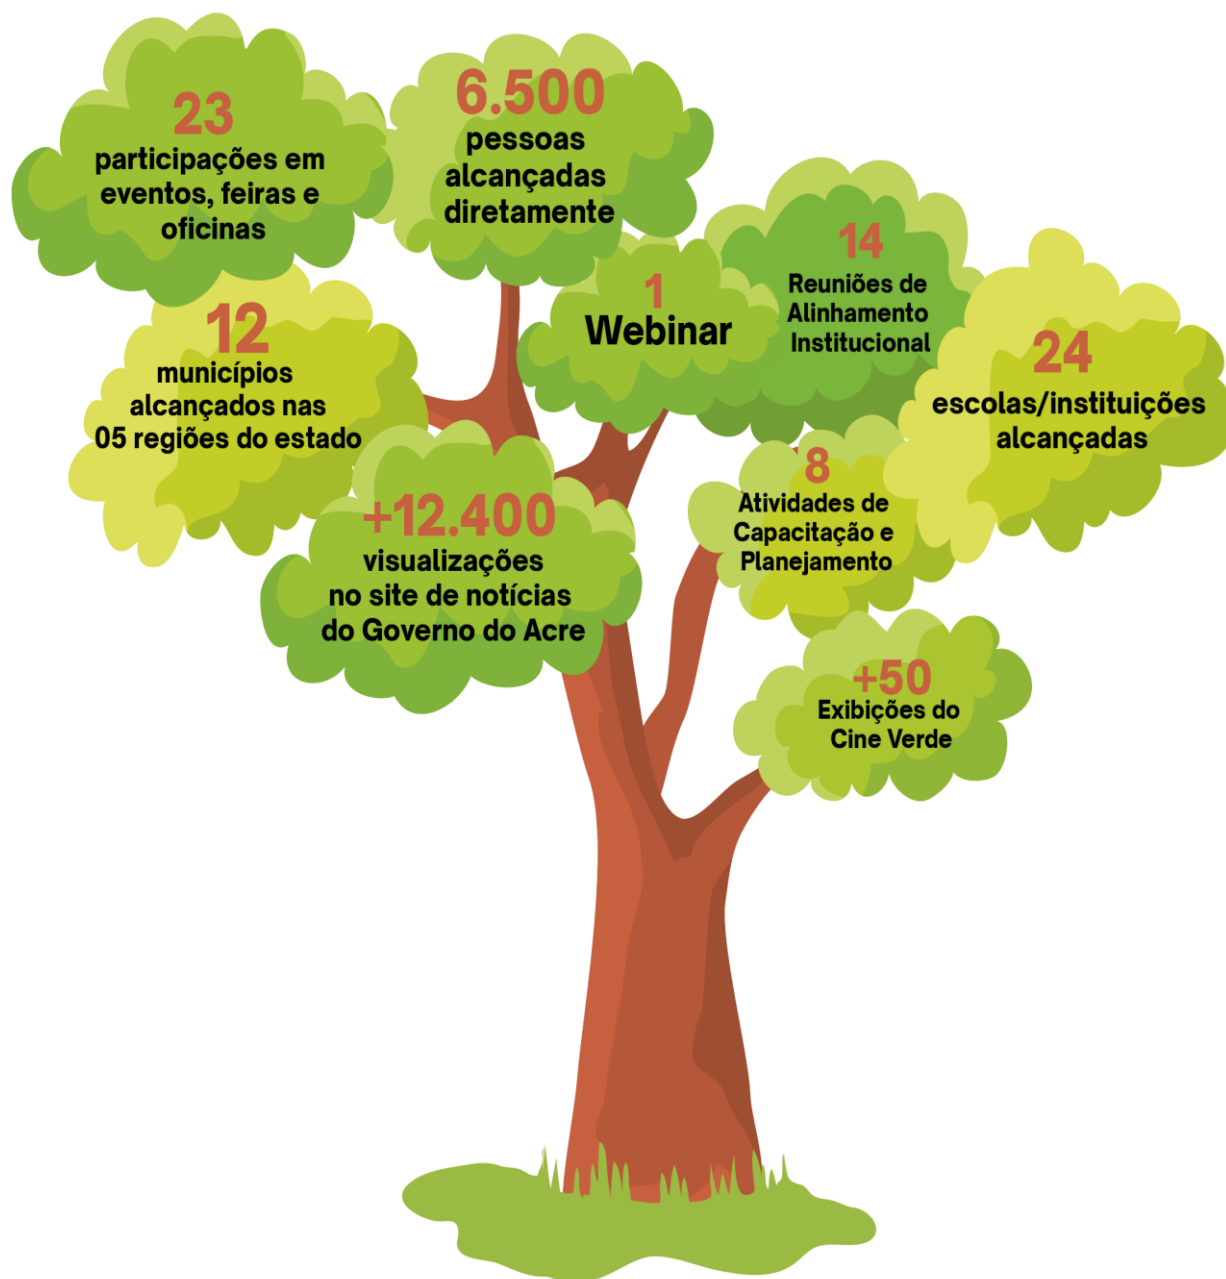 23
participações em
eventos, feiras e
oficinas
6.500
pessoas
alcançadas
diretamente
1
Webinar
14
Reuniões de
Alinhamento
Institucional
12
municípios
alcançados nas
05 regiões do estado
24
escolas/instituições
alcançadas
+12.400
visualizações
no site de notícias
do Governo do Acre
8
Atividades de
Capacitação e
Planejamento
+50
Exibições do
Cine Verde